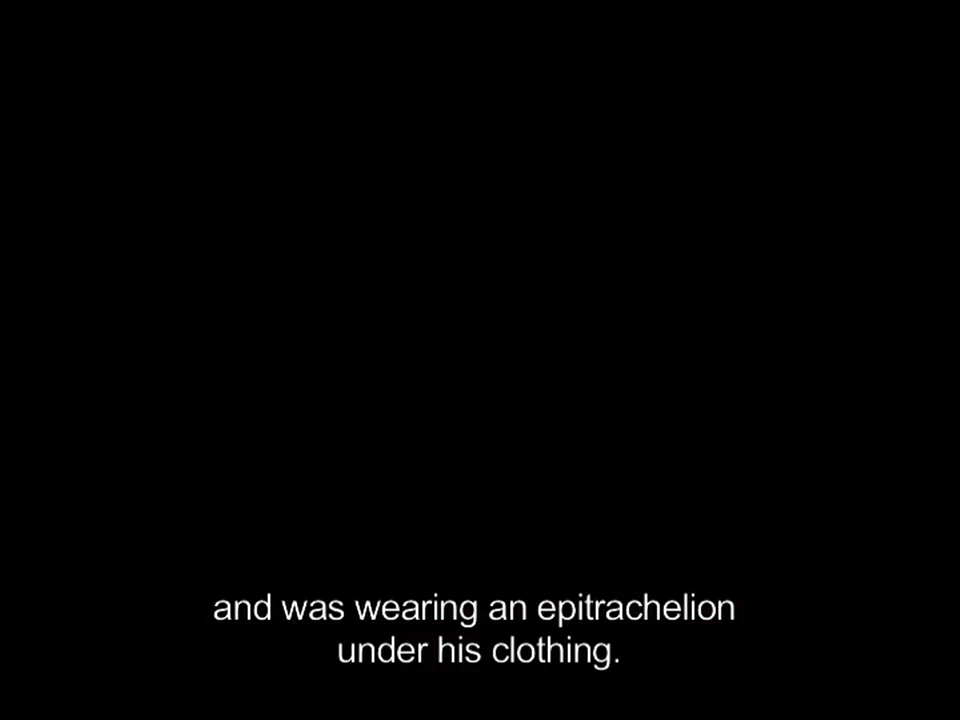 and was wearing an epitrachelion
under his clothing.